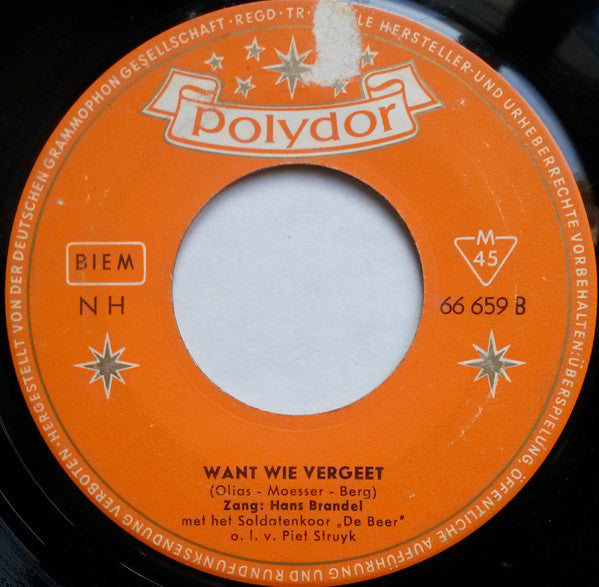 HERGESTELLT VON DER DEUTSCHEN GRAMMOPHON GESELLSCHAFT · REGD · TR HERSTELLER- UND URHEBERRECHTE VORBEHALTEN: ÜBERSPIELUNG, ÖFFENTLICHE AUFFÜHRUNG UND RUNDFUNKSENDUNG VERBOTEN ·
Polydor
BIEM
M
45
NH
66 659 B
WANT WIE VERGEET
(Olias - Moesser - Berg)
Zang: Hans Brandel
met het Soldatenkoor „De Beer"
o. l. v. Piet Struyk